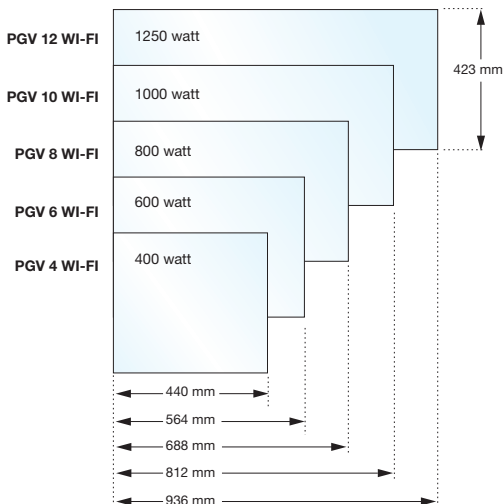 PGV 12 WI-FI
1250 watt
423 mm
PGV 10 WI-FI
1000 watt
PGV 8 WI-FI
800 watt
PGV 6 WI-FI
600 watt
PGV 4 WI-FI
400 watt
440 mm
564 mm
688 mm
812 mm
936 mm